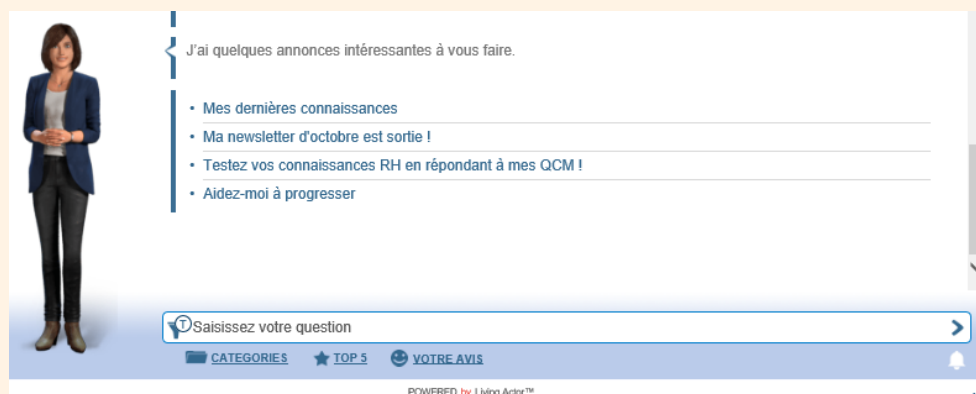 J'ai quelques annonces intéressantes à vous faire.
• Mes dernières connaissances
• Ma newsletter d'octobre est sortie !
• Testez vos connaissances RH en répondant à mes QCM !
• Aidez-moi à progresser
T Saisissez votre question
CATEGORIES TOP 5 VOTRE AVIS
POWERED by Living Actor™